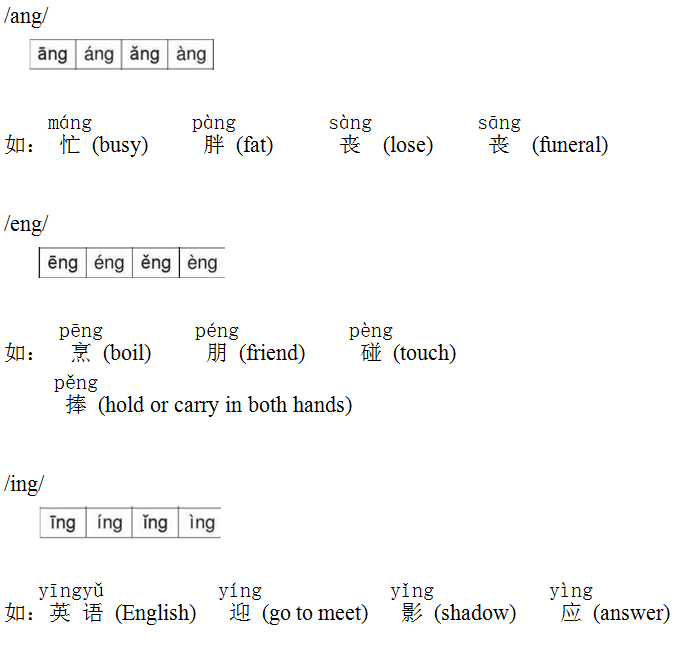 /ang/
āng áng ǎng àng
máng pàng sàng sāng
如： 忙 (busy) 胖 (fat) 丧 (lose) 丧 (funeral)
/eng/
ēng éng ěng èng
pēng péng pèng
如： 烹 (boil) 朋 (friend) 碰 (touch)
pěng
捧 (hold or carry in both hands)
/ing/
īng íng ǐng ìng
yīngyǔ yíng yǐng yìng
如：英 语 (English) 迎 (go to meet) 影 (shadow) 应 (answer)